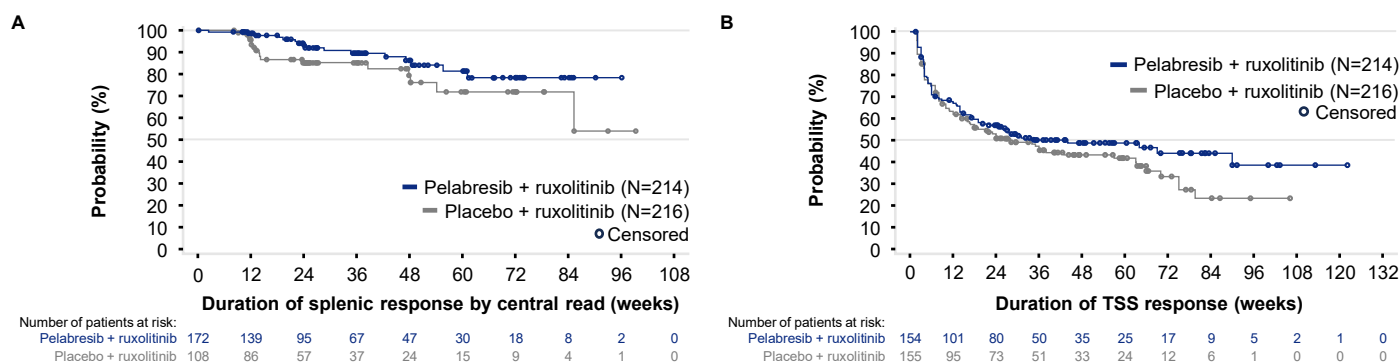 A
100
90
80
70
60
50
40
30
20
10
0
Probability (%)
Pelabresib + ruxolitinib (N=214)
Placebo + ruxolitinib (N=216)
Censored
0 12 24 36 48 60 72 84 96 108
Duration of splenic response by central read (weeks)
Number of patients at risk:
Pelabresib + ruxolitinib 172 139 95 67 47 30 18 8 2 0
Placebo + ruxolitinib 108 86 57 37 24 15 9 4 1 0
B
100
90
80
70
60
50
40
30
20
10
0
Probability (%)
Pelabresib + ruxolitinib (N=214)
Placebo + ruxolitinib (N=216)
Censored
0 12 24 36 48 60 72 84 96 108 120 132
Duration of TSS response (weeks)
Number of patients at risk:
Pelabresib + ruxolitinib 154 101 80 50 35 25 17 9 5 2 1 0
Placebo + ruxolitinib 155 95 73 51 33 24 12 6 1 0 0 0